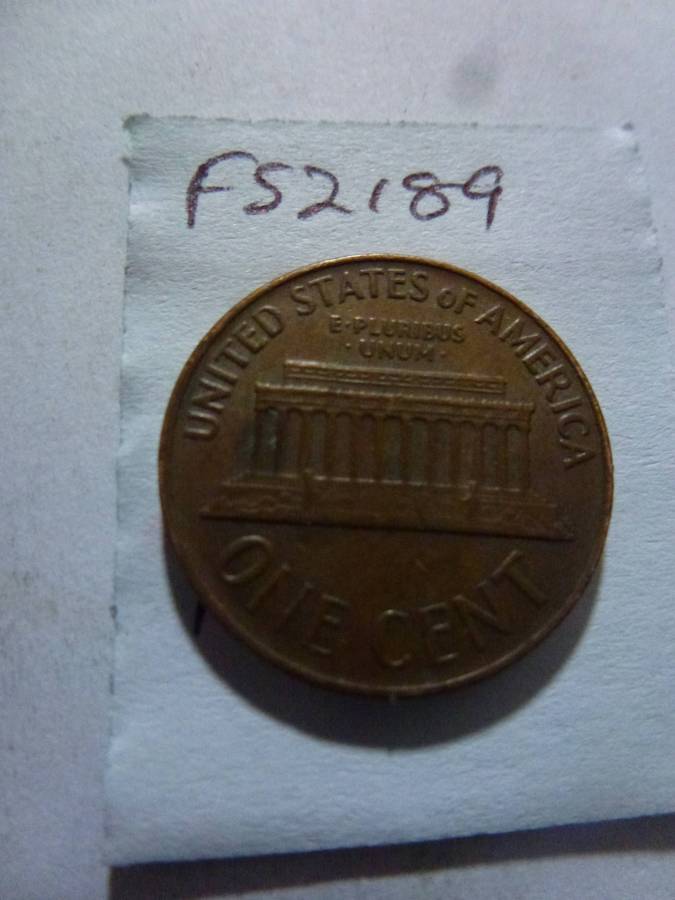 FS2189
UNITED STATES OF AMERICA
E·PLURIBUS
·UNUM·
ONE CENT